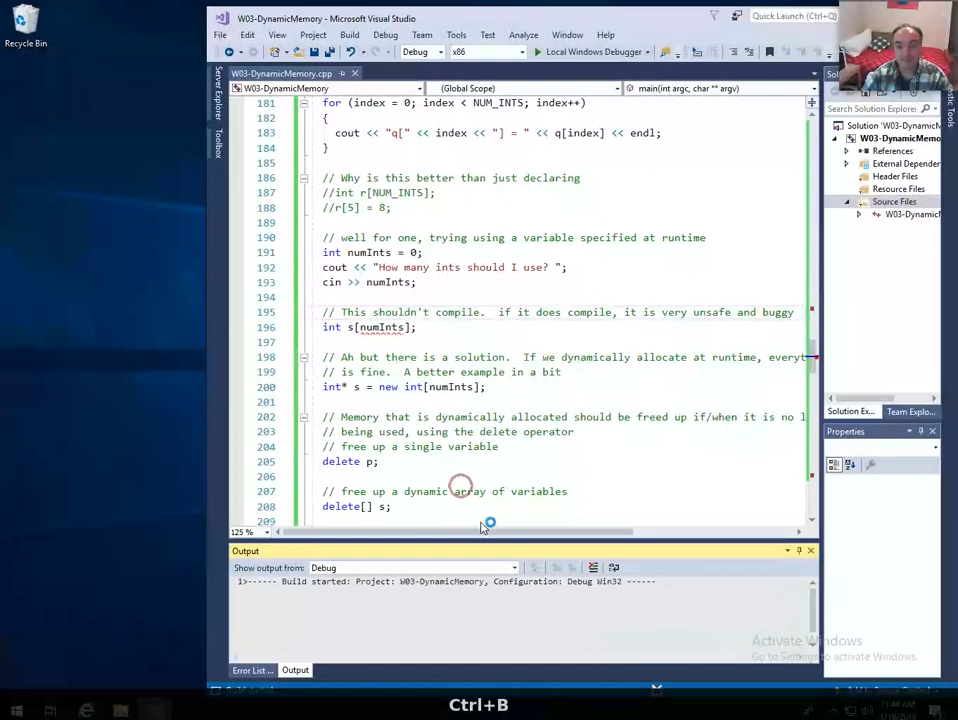 Recycle Bin
W03-DynamicMemory - Microsoft Visual Studio
Quick Launch (Ctrl+Q)
File Edit View Project Build Debug Team Tools Test Analyze Window Help
Debug x86 Local Windows Debugger
Server Explorer
Toolbox
W03-DynamicMemory.cpp
W03-DynamicMemory (Global Scope) main(int argc, char ** argv)
181 for (index = 0; index < NUM_INTS; index++)
182 {
183 cout << "q[" << index << "] = " << q[index] << endl;
184 }
185
186 // Why is this better than just declaring
187 //int r[NUM_INTS];
188 //r[5] = 8;
189
190 // well for one, trying using a variable specified at runtime
191 int numInts = 0;
192 cout << "How many ints should I use? ";
193 cin >> numInts;
194
195 // This shouldn't compile. if it does compile, it is very unsafe and buggy
196 int s[numInts];
197
198 // Ah but there is a solution. If we dynamically allocate at runtime, everyt
199 // is fine. A better example in a bit
200 int* s = new int[numInts];
201
202 // Memory that is dynamically allocated should be freed up if/when it is no l
203 // being used, using the delete operator
204 // free up a single variable
205 delete p;
206
207 // free up a dynamic array of variables
208 delete[] s;
209
125 %
Search Solution Explorer
Solution 'W03-Dynamic
W03-DynamicMemory
References
External Depende
Header Files
Resource Files
Source Files
W03-DynamicM
Solution Ex... Team Explo...
Properties
Output
Show output from: Debug
1>------ Build started: Project: W03-DynamicMemory, Configuration: Debug Win32 ------
Activate Windows
Go to Settings to activate Windows.
Error List ... Output
Ctrl+B
11:44 AM